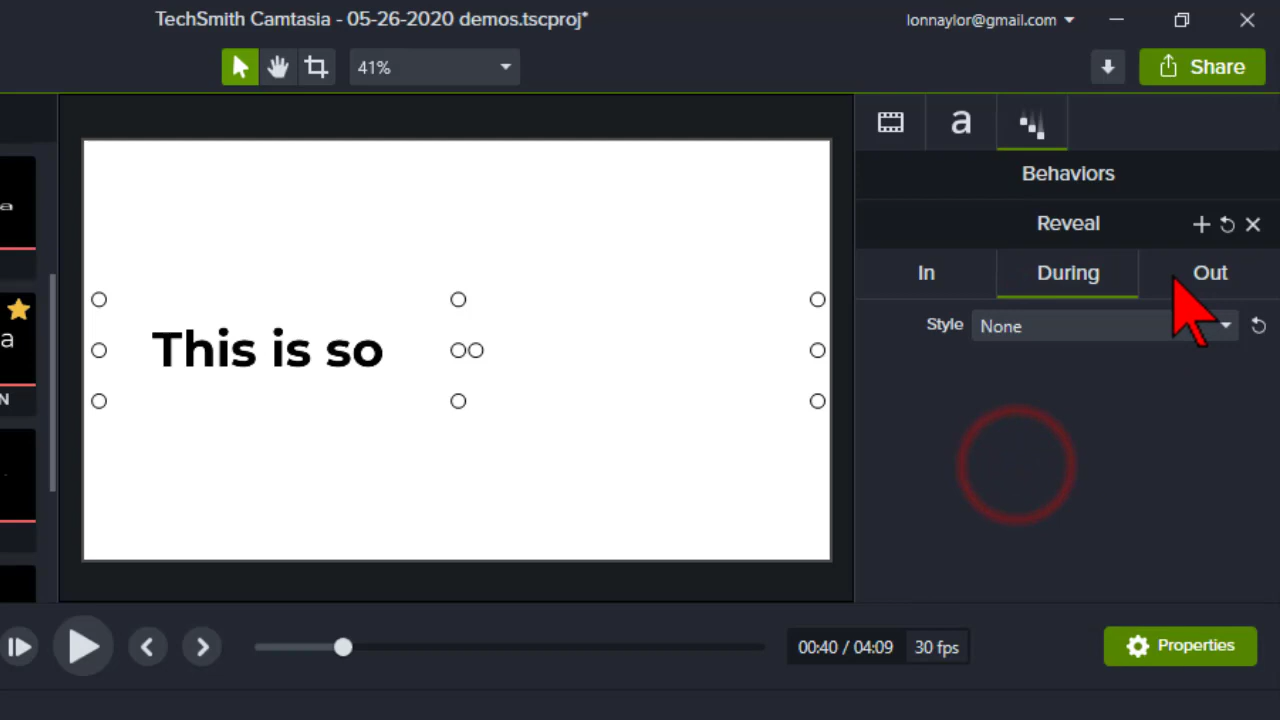 TechSmith Camtasia - 05-26-2020 demos.tscproj*
lonnaylor@gmail.com
41%
Share
a
a
Behaviors
Reveal
In
During
Out
Style
None
This is so
a
N
00:40 / 04:09
30 fps
Properties